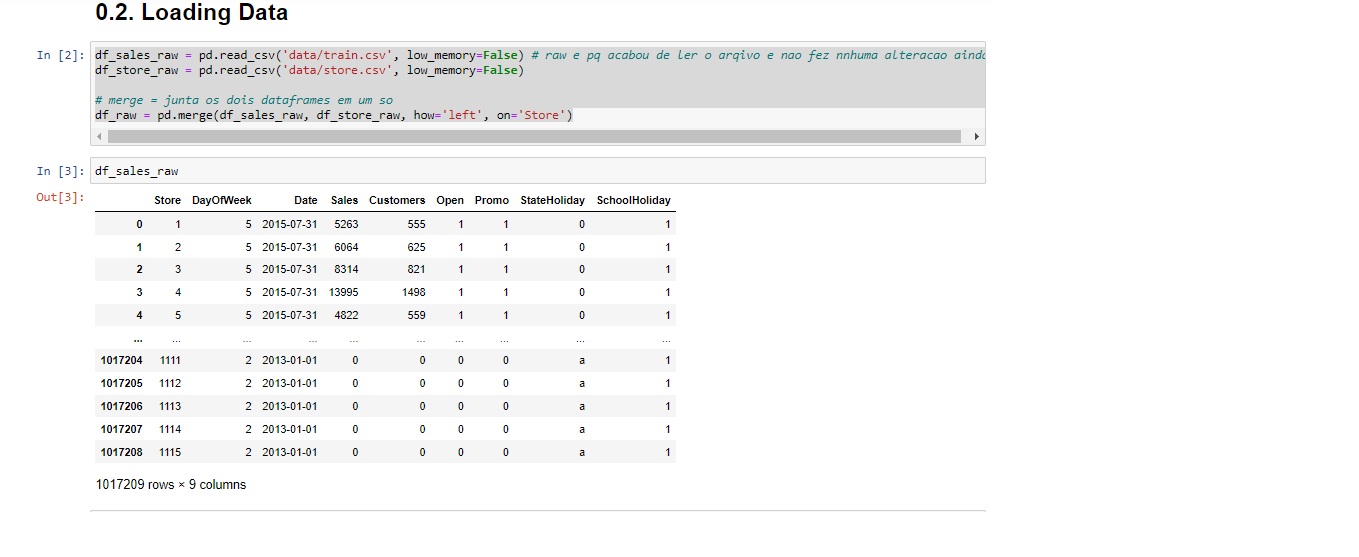 0.2. Loading Data
In [2]: df_sales_raw = pd.read_csv('data/train.csv', low_memory=False) # raw e pq acabou de ler o arqivo e nao fez nnhuma alteracao ainda
df_store_raw = pd.read_csv('data/store.csv', low_memory=False)
# merge = junta os dois dataframes em um so
df_raw = pd.merge(df_sales_raw, df_store_raw, how='left', on='Store')
In [3]: df_sales_raw
Out[3]:
Store DayOfWeek Date Sales Customers Open Promo StateHoliday SchoolHoliday
0 1 5 2015-07-31 5263 555 1 1 0 1
1 2 5 2015-07-31 6064 625 1 1 0 1
2 3 5 2015-07-31 8314 821 1 1 0 1
3 4 5 2015-07-31 13995 1498 1 1 0 1
4 5 5 2015-07-31 4822 559 1 1 0 1
... ... ... ... ... ... ... ... ... ...
1017204 1111 2 2013-01-01 0 0 0 0 a 1
1017205 1112 2 2013-01-01 0 0 0 0 a 1
1017206 1113 2 2013-01-01 0 0 0 0 a 1
1017207 1114 2 2013-01-01 0 0 0 0 a 1
1017208 1115 2 2013-01-01 0 0 0 0 a 1
1017209 rows × 9 columns